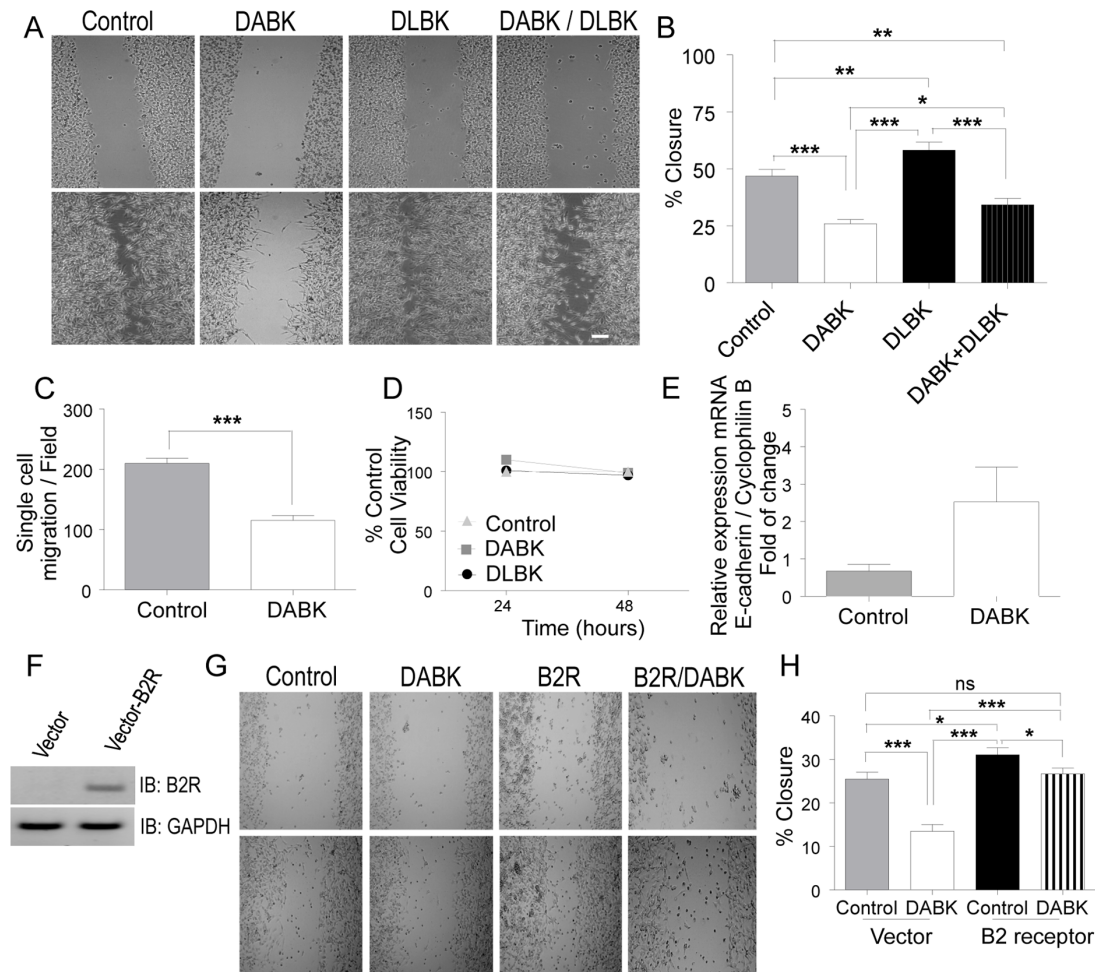 A
Control
DABK
DLBK
DABK / DLBK
B
% Closure
100
75
50
25
0
**
**
*
***
***
***
Control
DABK
DLBK
DABK+DLBK
C
Single cell
migration / Field
300
200
100
0
***
Control
DABK
D
% Control
Cell Viability
150
100
50
0
Control
DABK
DLBK
24
48
Time (hours)
E
Relative expression mRNA
E-cadherin / Cyclophilin B
Fold of change
5
4
3
2
1
0
Control
DABK
F
Vector
Vector-B2R
IB: B2R
IB: GAPDH
G
Control
DABK
B2R
B2R/DABK
H
% Closure
40
30
20
10
0
ns
***
*
***
***
*
Control DABK
Control DABK
Vector
B2 receptor